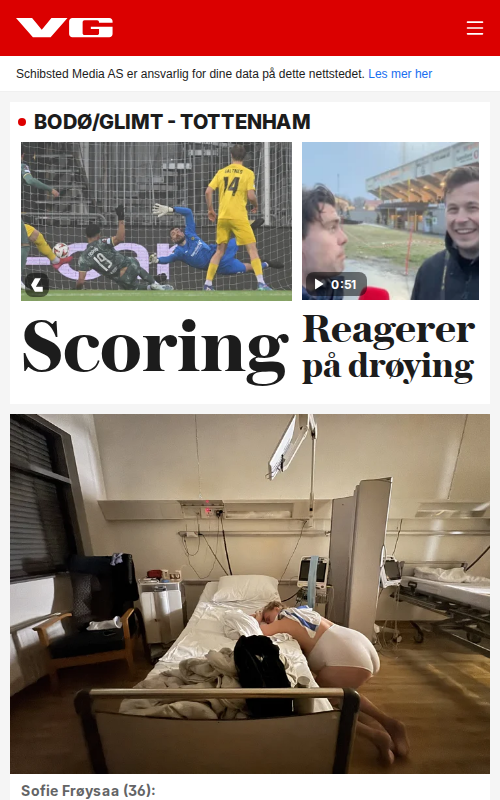 VG
Schibsted Media AS er ansvarlig for dine data på dette nettstedet. Les mer her
BODØ/GLIMT - TOTTENHAM
14
19
0:51
Scoring
Reagerer
på drøying
Sofie Frøysaa (36):